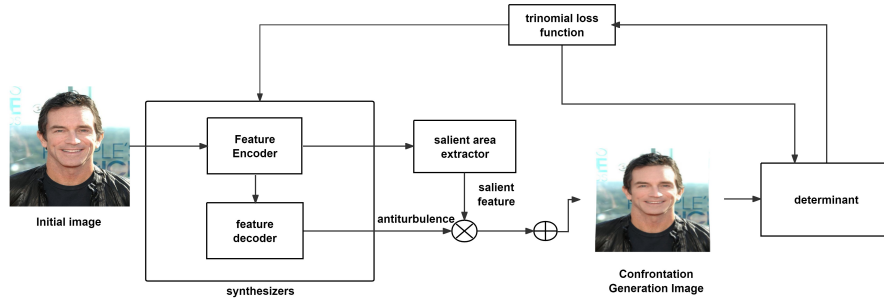 trinomial loss
function
Feature
Encoder
salient area
extractor
Initial image
feature
decoder
antiturbulence
salient
feature
determinant
synthesizers
Confrontation
Generation Image